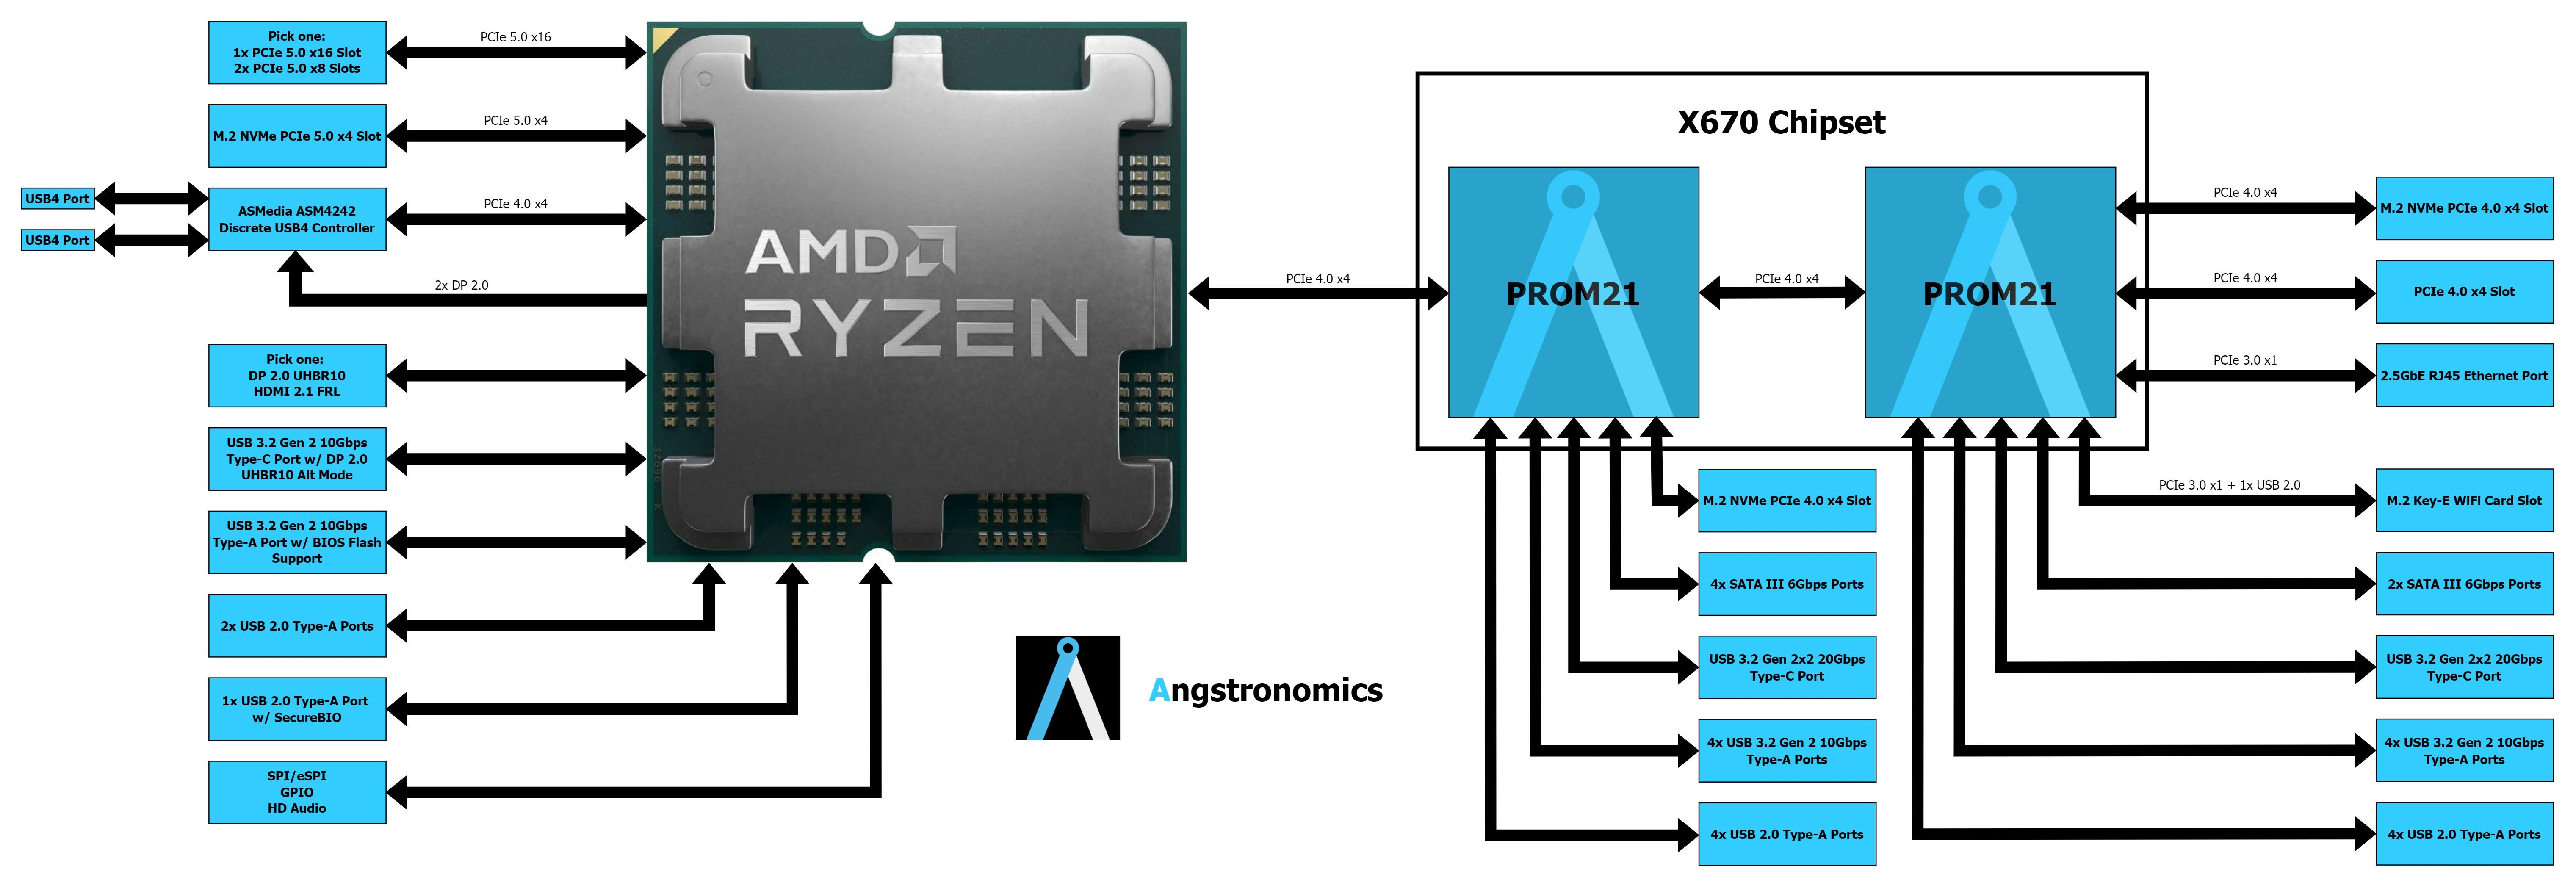 Pick one:
1x PCIe 5.0 x16 Slot
2x PCIe 5.0 x8 Slots
PCIe 5.0 x16
M.2 NVMe PCIe 5.0 x4 Slot
PCIe 5.0 x4
USB4 Port
USB4 Port
ASMedia ASM4242
Discrete USB4 Controller
PCIe 4.0 x4
2x DP 2.0
Pick one:
DP 2.0 UHBR10
HDMI 2.1 FRL
USB 3.2 Gen 2 10Gbps
Type-C Port w/ DP 2.0
UHBR10 Alt Mode
USB 3.2 Gen 2 10Gbps
Type-A Port w/ BIOS Flash
Support
2x USB 2.0 Type-A Ports
1x USB 2.0 Type-A Port
w/ SecureBIO
SPI/eSPI
GPIO
HD Audio
AMD
RYZEN
Angstronomics
PCIe 4.0 x4
X670 Chipset
PROM21
PCIe 4.0 x4
PROM21
PCIe 4.0 x4
M.2 NVMe PCIe 4.0 x4 Slot
PCIe 4.0 x4
PCIe 4.0 x4 Slot
PCIe 3.0 x1
2.5GbE RJ45 Ethernet Port
M.2 NVMe PCIe 4.0 x4 Slot
4x SATA III 6Gbps Ports
USB 3.2 Gen 2x2 20Gbps
Type-C Port
4x USB 3.2 Gen 2 10Gbps
Type-A Ports
4x USB 2.0 Type-A Ports
PCIe 3.0 x1 + 1x USB 2.0
M.2 Key-E WiFi Card Slot
2x SATA III 6Gbps Ports
USB 3.2 Gen 2x2 20Gbps
Type-C Port
4x USB 3.2 Gen 2 10Gbps
Type-A Ports
4x USB 2.0 Type-A Ports